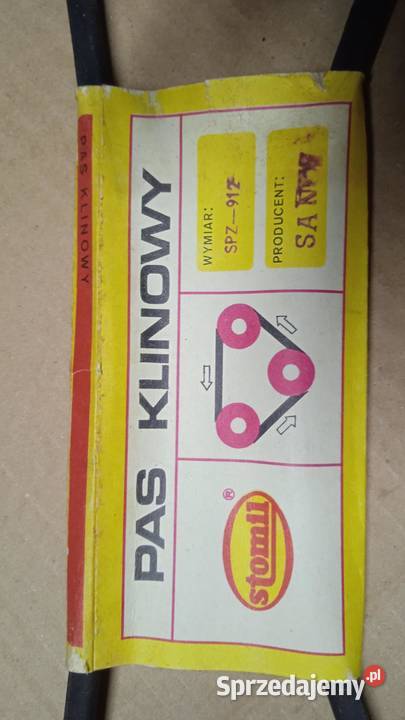 PAS KLINOWY
PAS KLINOWY
WYMIAR:
SPZ-912
PRODUCENT:
stomil
®
Sprzedajemy.pl